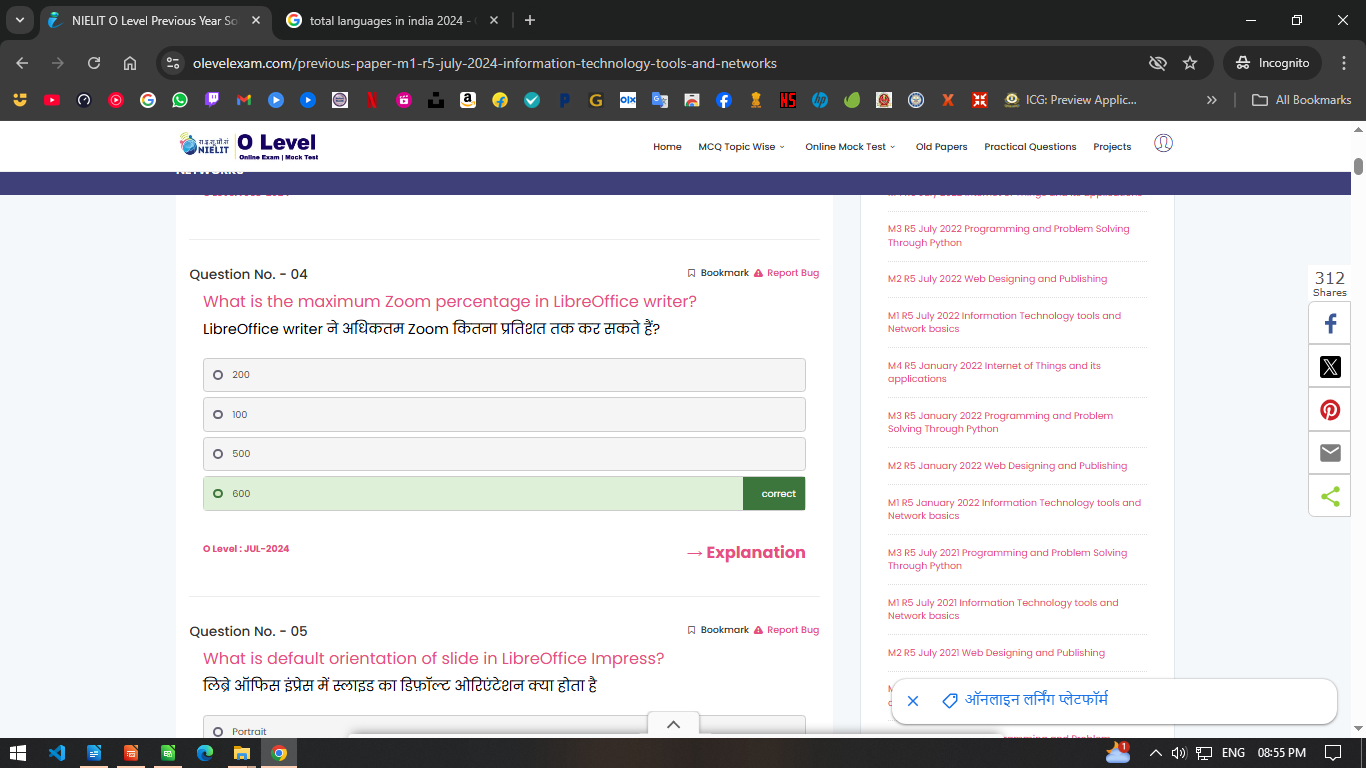 NIELIT O Level Previous Year So
total languages in india 2024 -
olevelexam.com/previous-paper-m1-r5-july-2024-information-technology-tools-and-networks
Incognito
ICG: Preview Applic...
All Bookmarks
NIELIT
O Level
Online Exam | Mock Test
Home
MCQ Topic Wise
Online Mock Test
Old Papers
Practical Questions
Projects
NETWORKS
Question No. - 04
Bookmark
Report Bug
What is the maximum Zoom percentage in LibreOffice writer?
LibreOffice writer ने अधिकतम Zoom कितना प्रतिशत तक कर सकते हैं?
200
100
500
600
correct
O Level : JUL-2024
→ Explanation
Question No. - 05
Bookmark
Report Bug
What is default orientation of slide in LibreOffice Impress?
लिब्रे ऑफिस इंप्रेस में स्लाइड का डिफ़ॉल्ट ओरिएंटेशन क्या होता है
Portrait
M3 R5 July 2022 Programming and Problem Solving
Through Python
M2 R5 July 2022 Web Designing and Publishing
M1 R5 July 2022 Information Technology tools and
Network basics
M4 R5 January 2022 Internet of Things and its
applications
M3 R5 January 2022 Programming and Problem
Solving Through Python
M2 R5 January 2022 Web Designing and Publishing
M1 R5 January 2022 Information Technology tools and
Network basics
M3 R5 July 2021 Programming and Problem Solving
Through Python
M1 R5 July 2021 Information Technology tools and
Network basics
M2 R5 July 2021 Web Designing and Publishing
312
Shares
ऑनलाइन लर्निंग प्लेटफॉर्म
1
ENG
08:55 PM